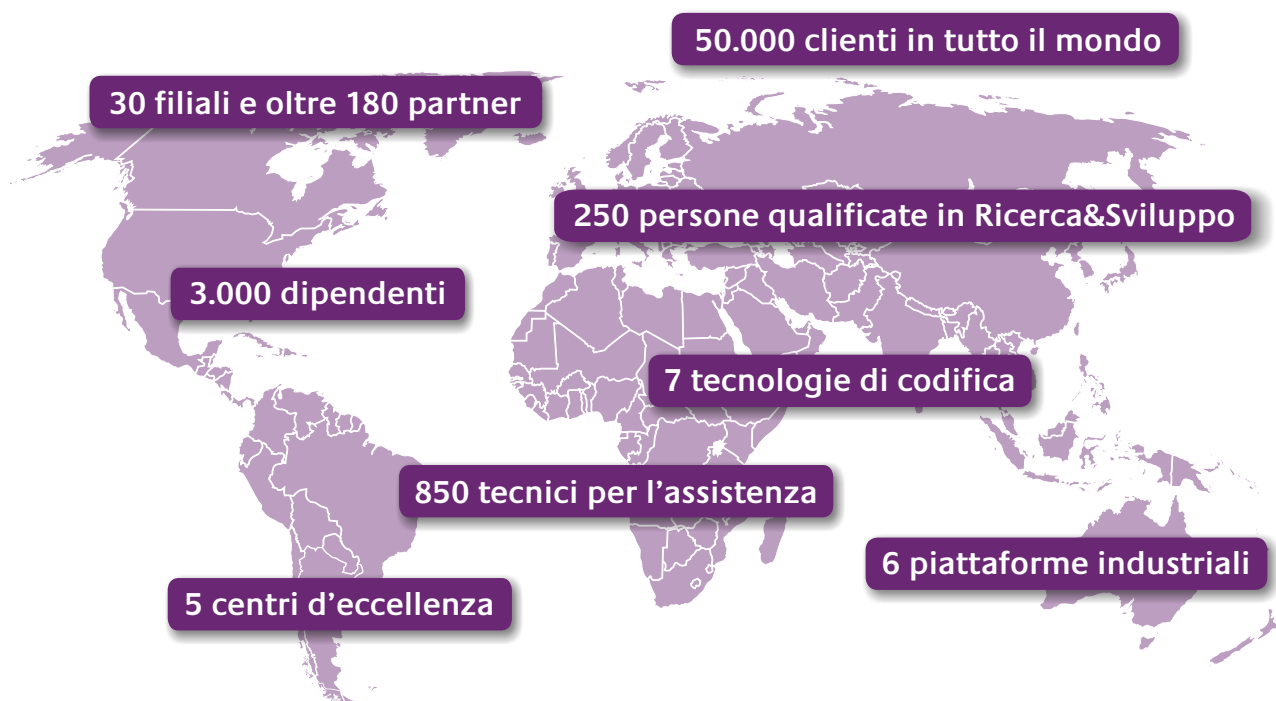 50.000 clienti in tutto il mondo
30 filiali e oltre 180 partner
250 persone qualificate in Ricerca&Sviluppo
3.000 dipendenti
7 tecnologie di codifica
850 tecnici per l’assistenza
6 piattaforme industriali
5 centri d’eccellenza